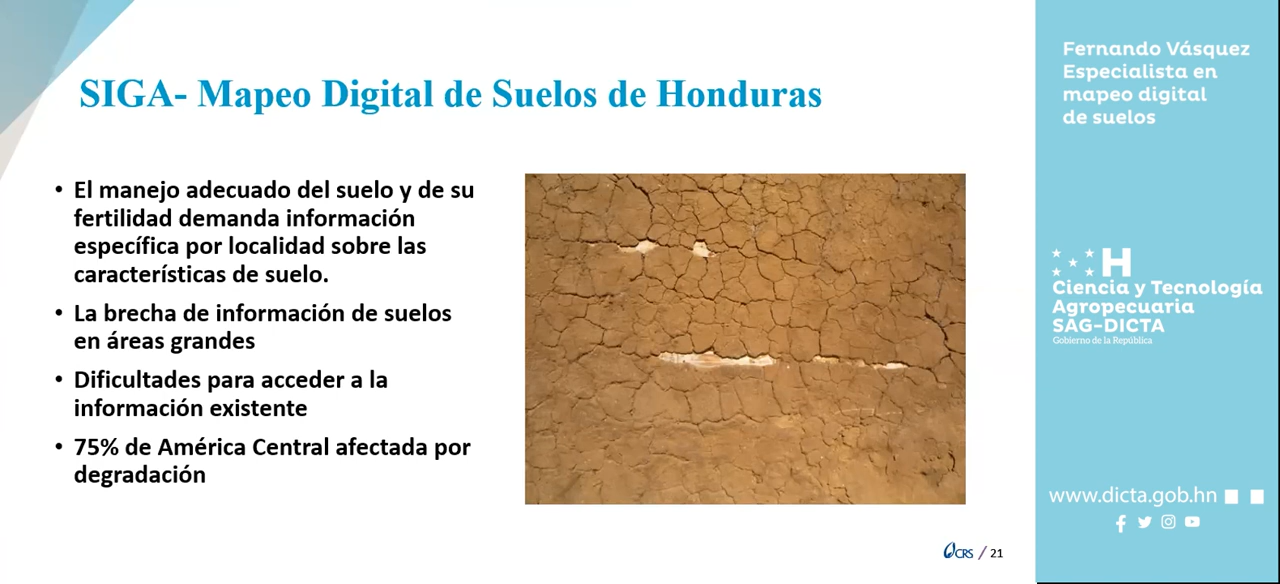 SIGA- Mapeo Digital de Suelos de Honduras
• El manejo adecuado del suelo y de su
fertilidad demanda información
específica por localidad sobre las
características de suelo.
• La brecha de información de suelos
en áreas grandes
• Dificultades para acceder a la
información existente
• 75% de América Central afectada por
degradación
CRS / 21
Fernando Vásquez
Especialista en
mapeo digital
de suelos
H
Ciencia y Tecnología
Agropecuaria
SAG-DICTA
Gobierno de la República
www.dicta.gob.hn